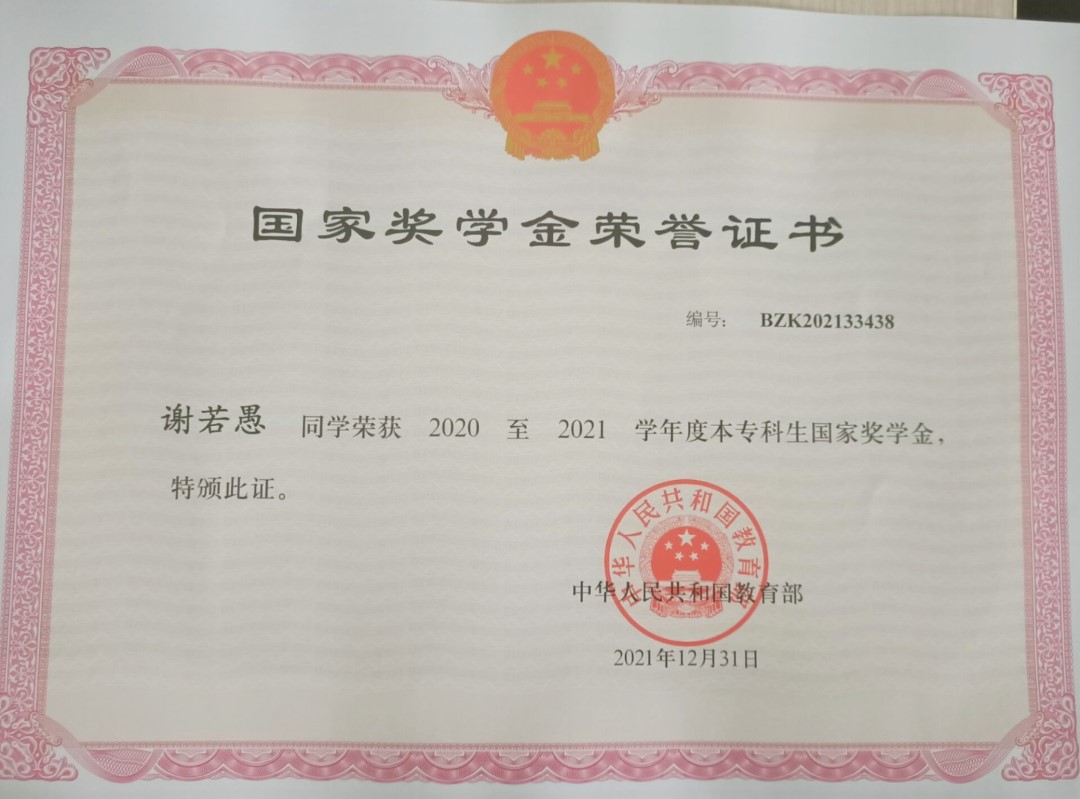 国家奖学金荣誉证书
编号： BZK202133438
谢若愚 同学荣获 2020 至 2021 学年度本专科生国家奖学金，
特颁此证。
中华人民共和国教育部
中华人民共和国教育部
2021年12月31日